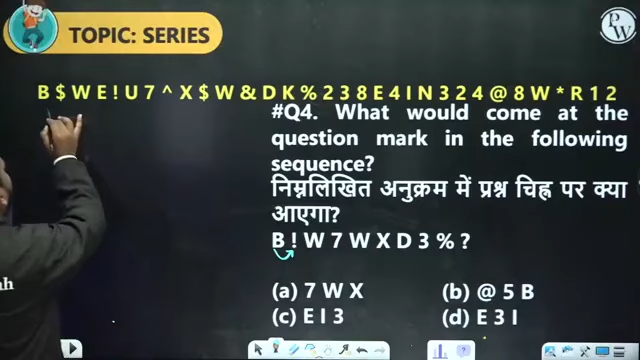 TOPIC: SERIES
PW
B $ W E ! U 7 ^ X $ W & D K % 2 3 8 E 4 I N 3 2 4 @ 8 W * R 1 2
#Q4. What would come at the
question mark in the following
sequence?
निम्नलिखित अनुक्रम में प्रश्न चिह्न पर क्या
आएगा?
B ! W 7 W X D 3 % ?
(a) 7 W X
(b) @ 5 B
(c) E I 3
(d) E 3 I